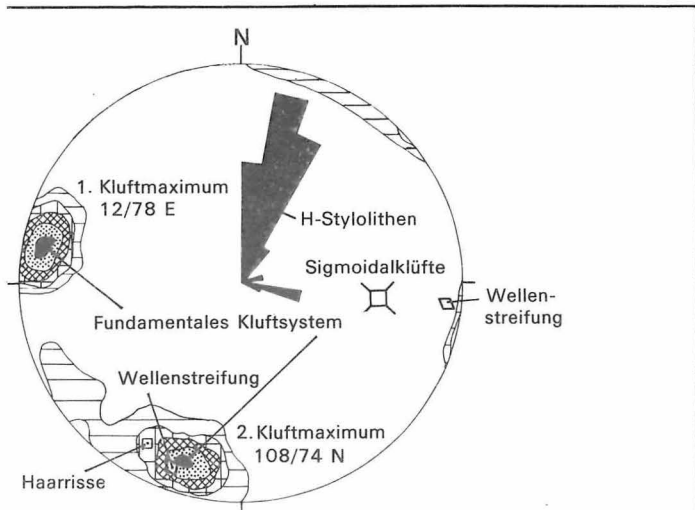 N
1. Kluftmaximum
12/78 E
H-Stylolithen
Sigmoidalklüfte
Wellen-
streifung
Fundamentales Kluftsystem
Wellenstreifung
2. Kluftmaximum
108/74 N
Haarrisse